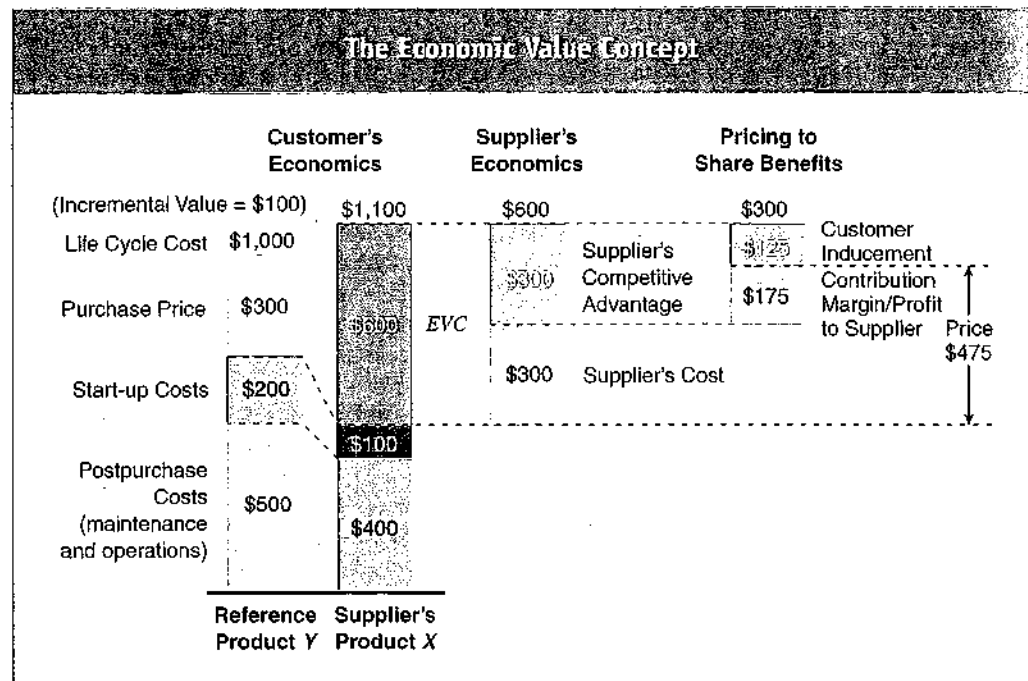 The Economic Value Concept
Customer's
Economics
Supplier's
Economics
Pricing to
Share Benefits
(Incremental Value = $100)
$1,100
$600
$300
Life Cycle Cost
$1,000
Purchase Price
$300
Start-up Costs
$200
Postpurchase
Costs
(maintenance
and operations)
$500
$600
EVC
$100
$400
$300
Supplier's
Competitive
Advantage
$300
Supplier's Cost
$125
Customer
Inducement
$175
Contribution
Margin/Profit
to Supplier
Price
$475
Reference
Product Y
Supplier's
Product X